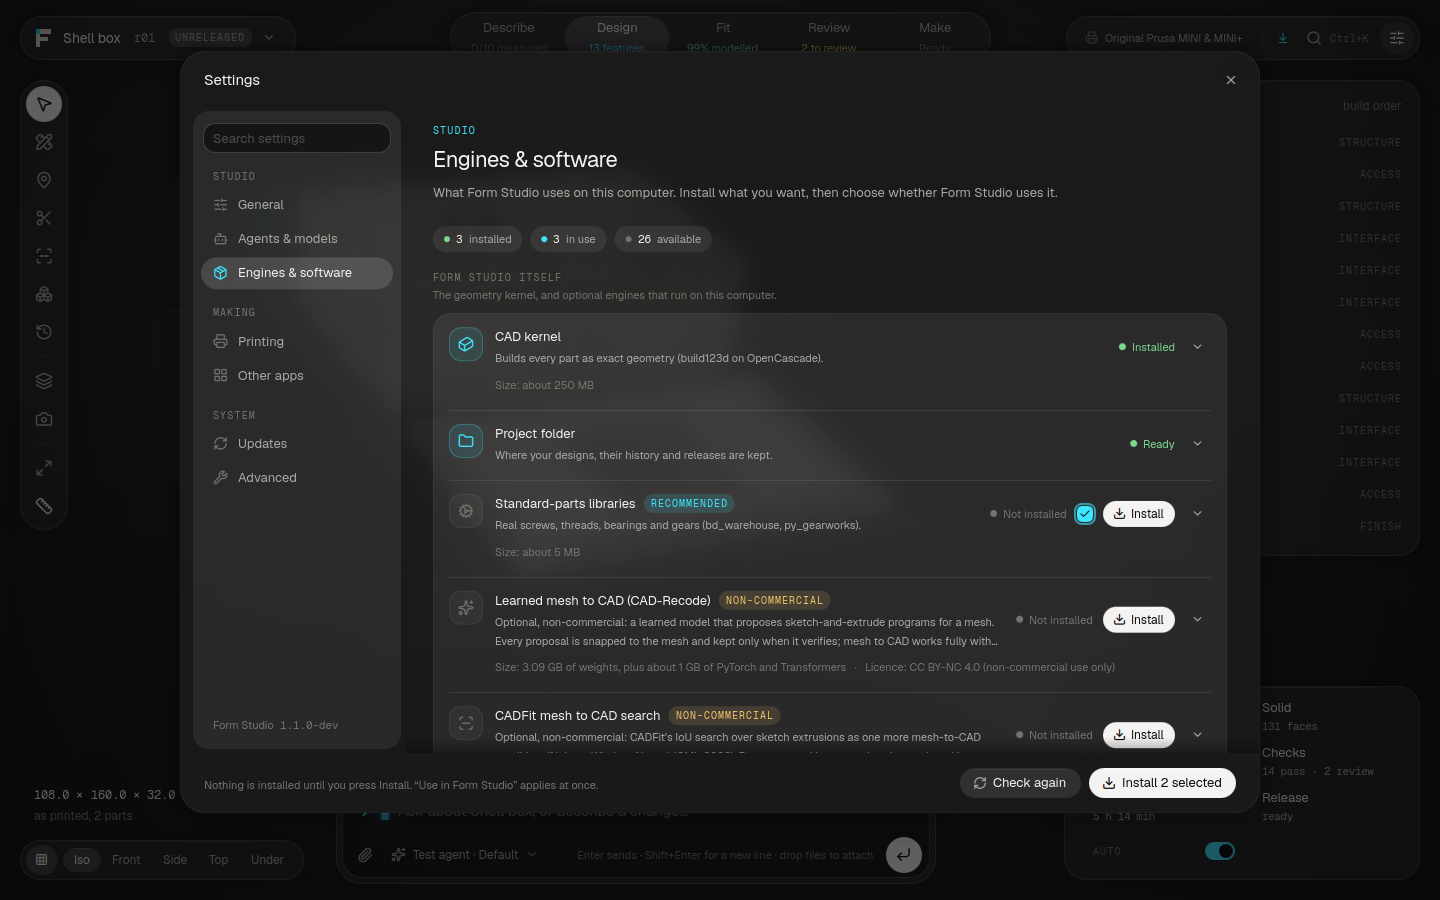 Shell box r01 UNRELEASED
Describe Design Fit Review Make
0/10 measured 13 features 99% modelled 2 to review Ready
Original Prusa MINI & MINI+ Ctrl+K
Settings
build order
STRUCTURE
ACCESS
STRUCTURE
INTERFACE
INTERFACE
INTERFACE
ACCESS
ACCESS
STRUCTURE
INTERFACE
INTERFACE
ACCESS
FINISH
Search settings
STUDIO
General
Agents & models
Engines & software
MAKING
Printing
Other apps
SYSTEM
Updates
Advanced
Form Studio 1.1.0-dev
STUDIO
Engines & software
What Form Studio uses on this computer. Install what you want, then choose whether Form Studio uses it.
3 installed 3 in use 26 available
FORM STUDIO ITSELF
The geometry kernel, and optional engines that run on this computer.
CAD kernel
Builds every part as exact geometry (build123d on OpenCascade).
Size: about 250 MB
Installed
Project folder
Where your designs, their history and releases are kept.
Ready
Standard-parts libraries RECOMMENDED
Real screws, threads, bearings and gears (bd_warehouse, py_gearworks).
Size: about 5 MB
Not installed Install
Learned mesh to CAD (CAD-Recode) NON-COMMERCIAL
Optional, non-commercial: a learned model that proposes sketch-and-extrude programs for a mesh.
Every proposal is snapped to the mesh and kept only when it verifies; mesh to CAD works fully with…
Size: 3.09 GB of weights, plus about 1 GB of PyTorch and Transformers · Licence: CC BY-NC 4.0 (non-commercial use only)
Not installed Install
CADFit mesh to CAD search NON-COMMERCIAL
Optional, non-commercial: CADFit's IoU search over sketch extrusions as one more mesh-to-CAD
Not installed Install
Nothing is installed until you press Install. “Use in Form Studio” applies at once.
Check again Install 2 selected
108.0 × 160.0 × 32.0
as printed, 2 parts
Iso Front Side Top Under
Ask about Shell box, or describe a change…
Test agent · Default Enter sends · Shift+Enter for a new line · drop files to attach
Solid
131 faces
Checks
14 pass · 2 review
Release
5 h 14 min ready
AUTO